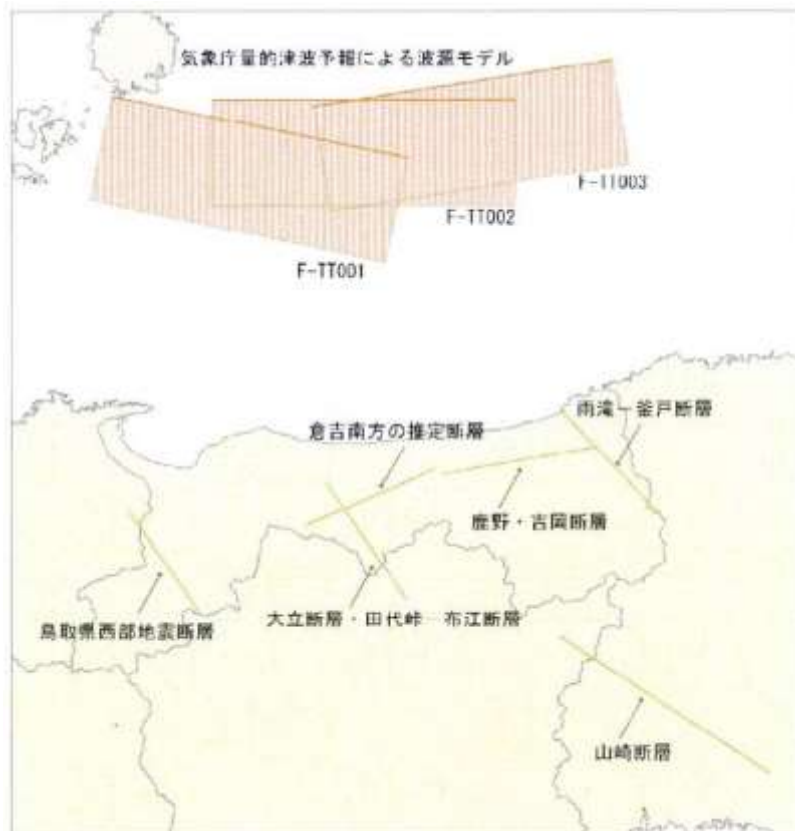 気象庁量的津波予報による波源モデル
F-TT003
F-TT002
F-TT001
雨滝－釜戸断層
倉吉南方の推定断層
鹿野・吉岡断層
大立断層・田代峠－布江断層
鳥取県西部地震断層
山崎断層